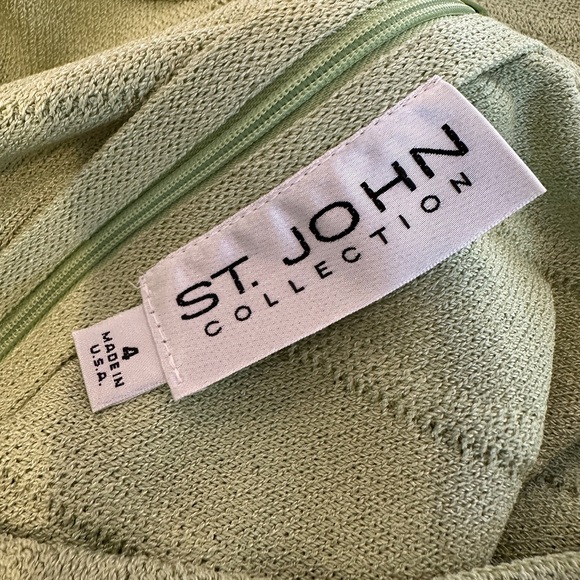 ST. JOHN
COLLECTION
4
MADE IN
U.S.A.